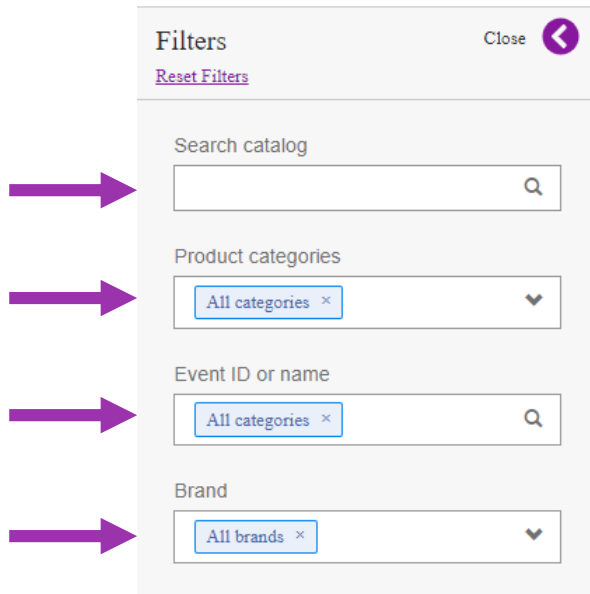 Filters
Close
Reset Filters
Search catalog
Product categories
All categories ×
Event ID or name
All categories ×
Brand
All brands ×